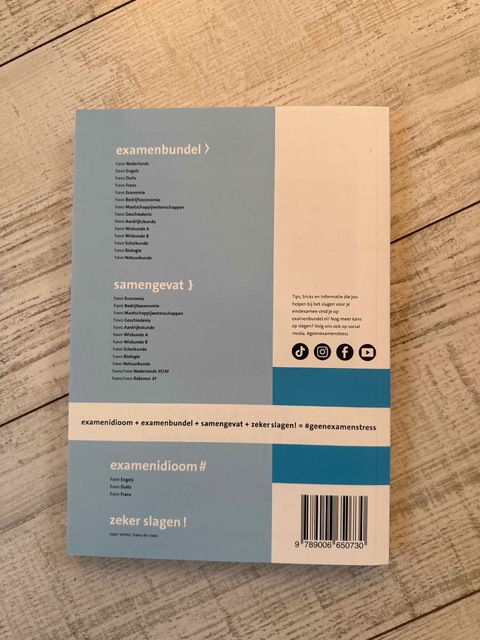 examenbundel >
havo Nederlands
havo Engels
havo Duits
havo Frans
havo Economie
havo Bedrijfseconomie
havo Maatschappijwetenschappen
havo Geschiedenis
havo Aardrijkskunde
havo Wiskunde A
havo Wiskunde B
havo Scheikunde
havo Biologie
havo Natuurkunde
samengevat }
havo Economie
havo Bedrijfseconomie
havo Maatschappijwetenschappen
havo Geschiedenis
havo Aardrijkskunde
havo Wiskunde A
havo Wiskunde B
havo Scheikunde
havo Biologie
havo Natuurkunde
havo/vwo Nederlands 3F/4F
havo/vwo Rekenen 3F
Tips, tricks en informatie die jou
helpen bij het slagen voor je
eindexamen vind je op
examenbundel.nl! Nog meer kans
op slagen? Volg ons ook op social
media. #geenexamenstress
examenidioom + examenbundel + samengevat + zeker slagen! = #geenexamenstress
examenidioom #
havo Engels
havo Duits
havo Frans
zeker slagen !
voor vmbo, havo en vwo
9 789006 650730